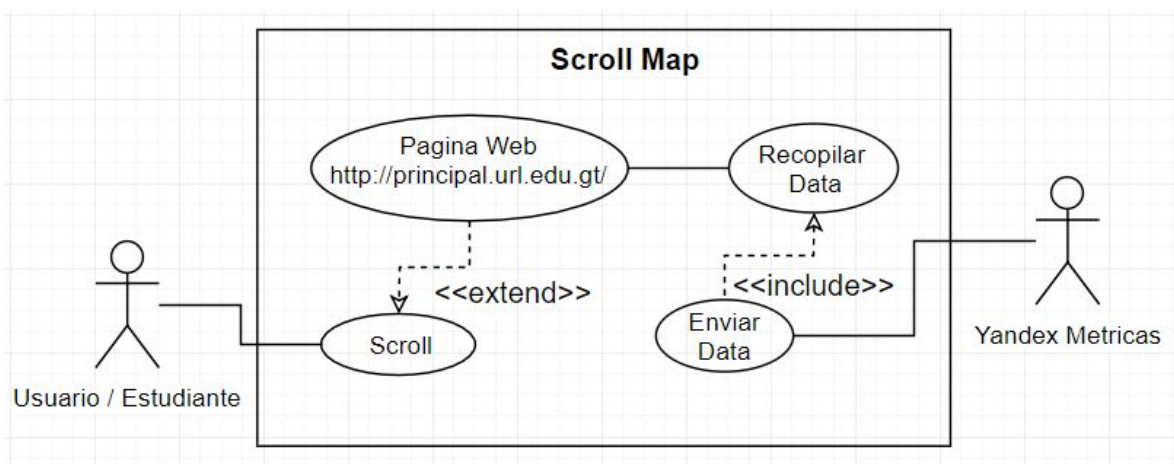 Scroll Map
Pagina Web
http://principal.url.edu.gt/
Recopilar
Data
<<extend>>
<<include>>
Scroll
Enviar
Data
Usuario / Estudiante
Yandex Metricas